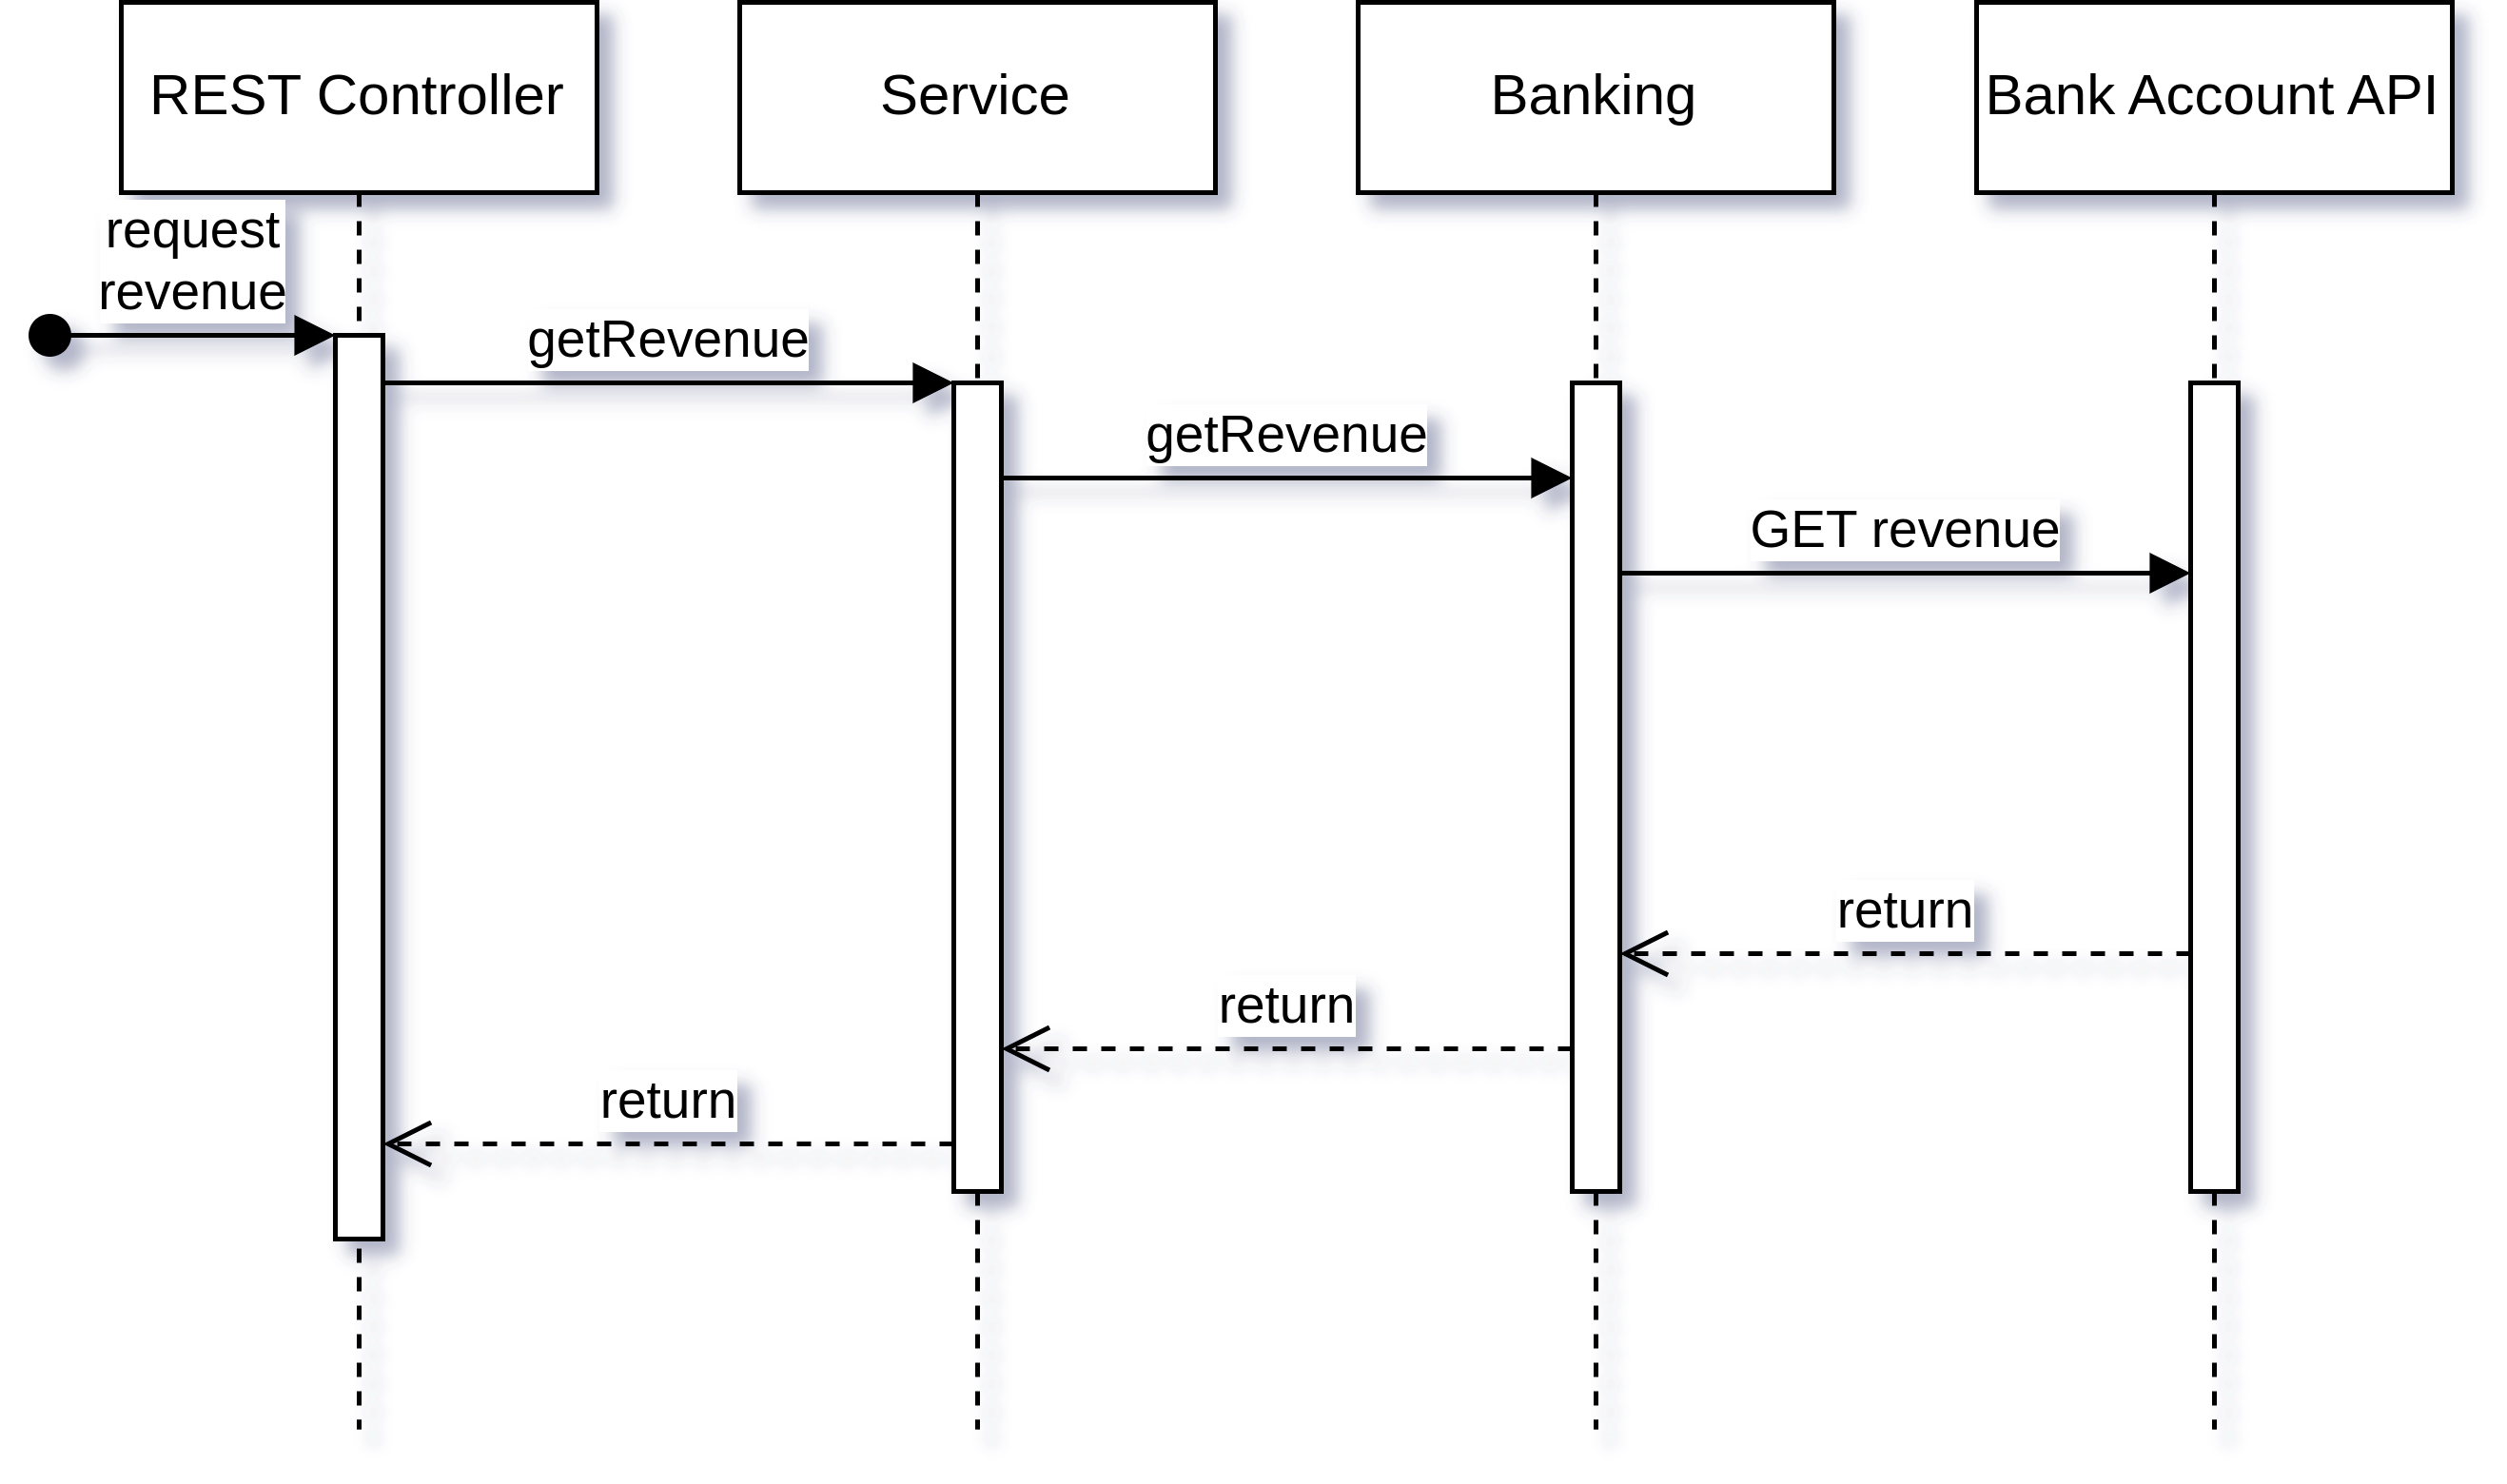 REST Controller
Service
Banking
Bank Account API
request
revenue
getRevenue
getRevenue
GET revenue
return
return
return